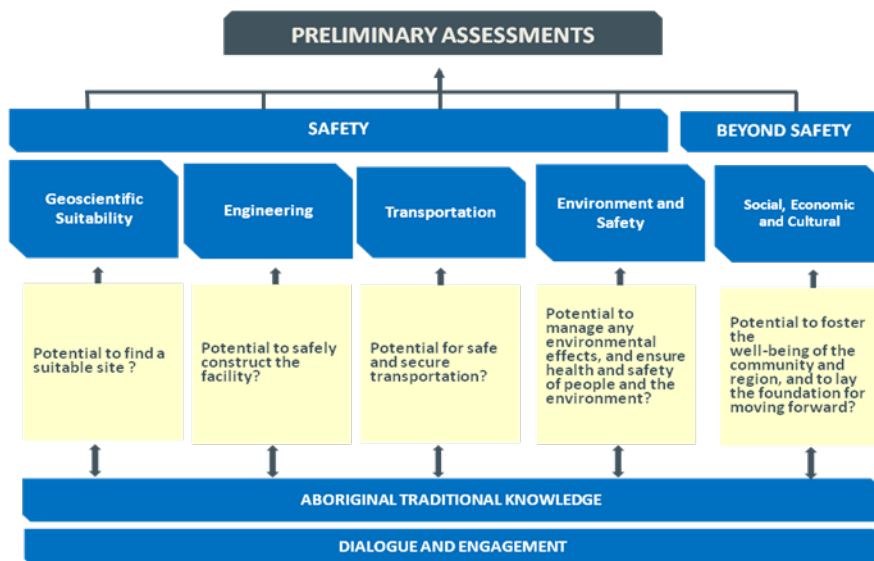 PRELIMINARY ASSESSMENTS
SAFETY
BEYOND SAFETY
Geoscientific
Suitability
Engineering
Transportation
Environment and
Safety
Social, Economic
and Cultural
Potential to find a
suitable site ?
Potential to safely
construct the
facility?
Potential for safe
and secure
transportation?
Potential to
manage any
environmental
effects, and ensure
health and safety
of people and the
environment?
Potential to foster
the
well-being of the
community and
region, and to lay
the foundation for
moving forward?
ABORIGINAL TRADITIONAL KNOWLEDGE
DIALOGUE AND ENGAGEMENT